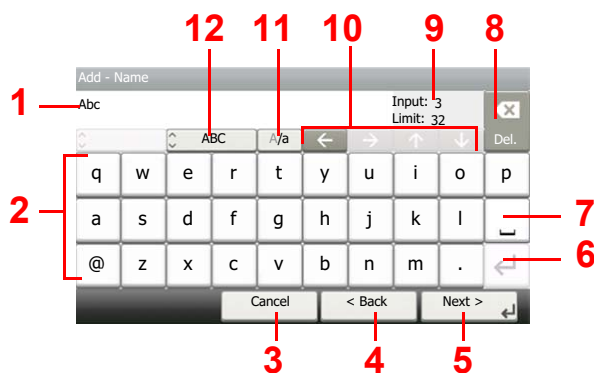 12 11 10 9 8
Add - Name
1 Abc Input: 3
Limit: 32
ABC A/a ← → ↑ ↓ Del.
q w e r t y u i o p
2 a s d f g h j k l 7
@ z x c v b n m . 6
Cancel < Back Next >
3 4 5